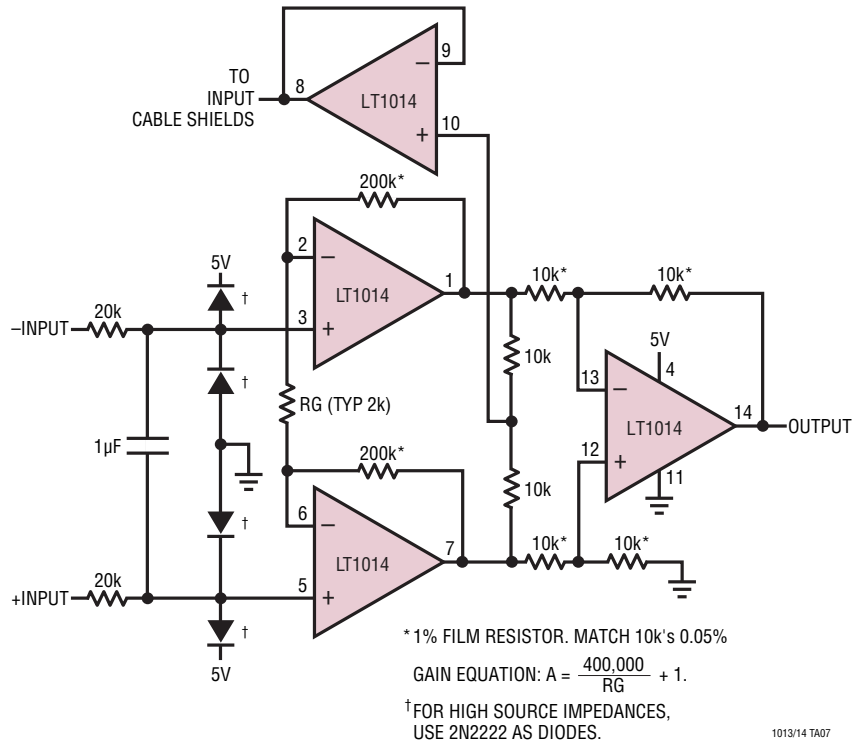 TO
INPUT
CABLE SHIELDS
8
9
LT1014
10
200k*
2
5V
†
1
10k*
10k*
LT1014
20k
–INPUT
3
5V
10k
4
†
13
RG (TYP 2k)
14
OUTPUT
1µF
LT1014
200k*
12
11
10k
†
6
7
10k*
10k*
LT1014
20k
+INPUT
5
†
5V
*1% FILM RESISTOR. MATCH 10k's 0.05%
GAIN EQUATION: A = 400,000 / RG + 1.
†FOR HIGH SOURCE IMPEDANCES,
USE 2N2222 AS DIODES.
1013/14 TA07